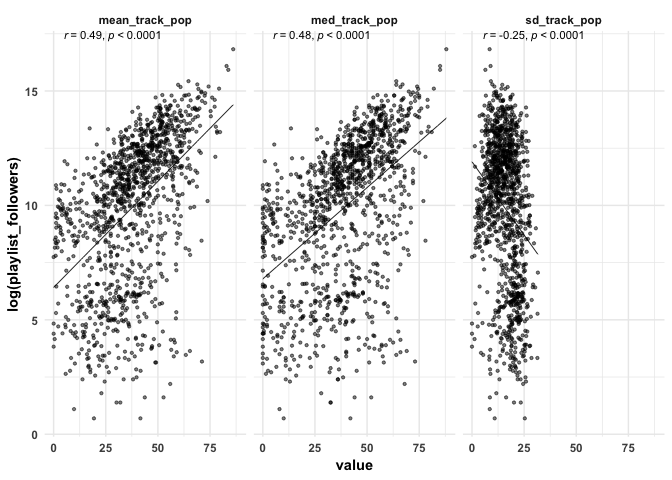 mean_track_pop med_track_pop sd_track_pop
r = 0.49, p < 0.0001 r = 0.48, p < 0.0001 r = -0.25, p < 0.0001
15
10
5
0
log(playlist_followers)
0 25 50 75 0 25 50 75 0 25 50 75
value